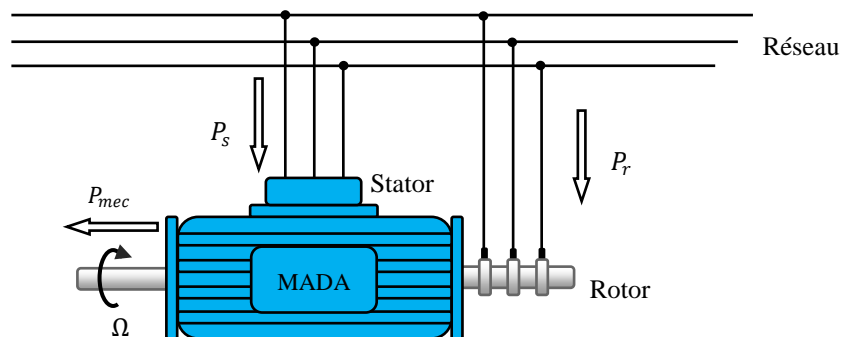 Réseau
P_s
P_r
Stator
P_mec
MADA
Rotor
Ω